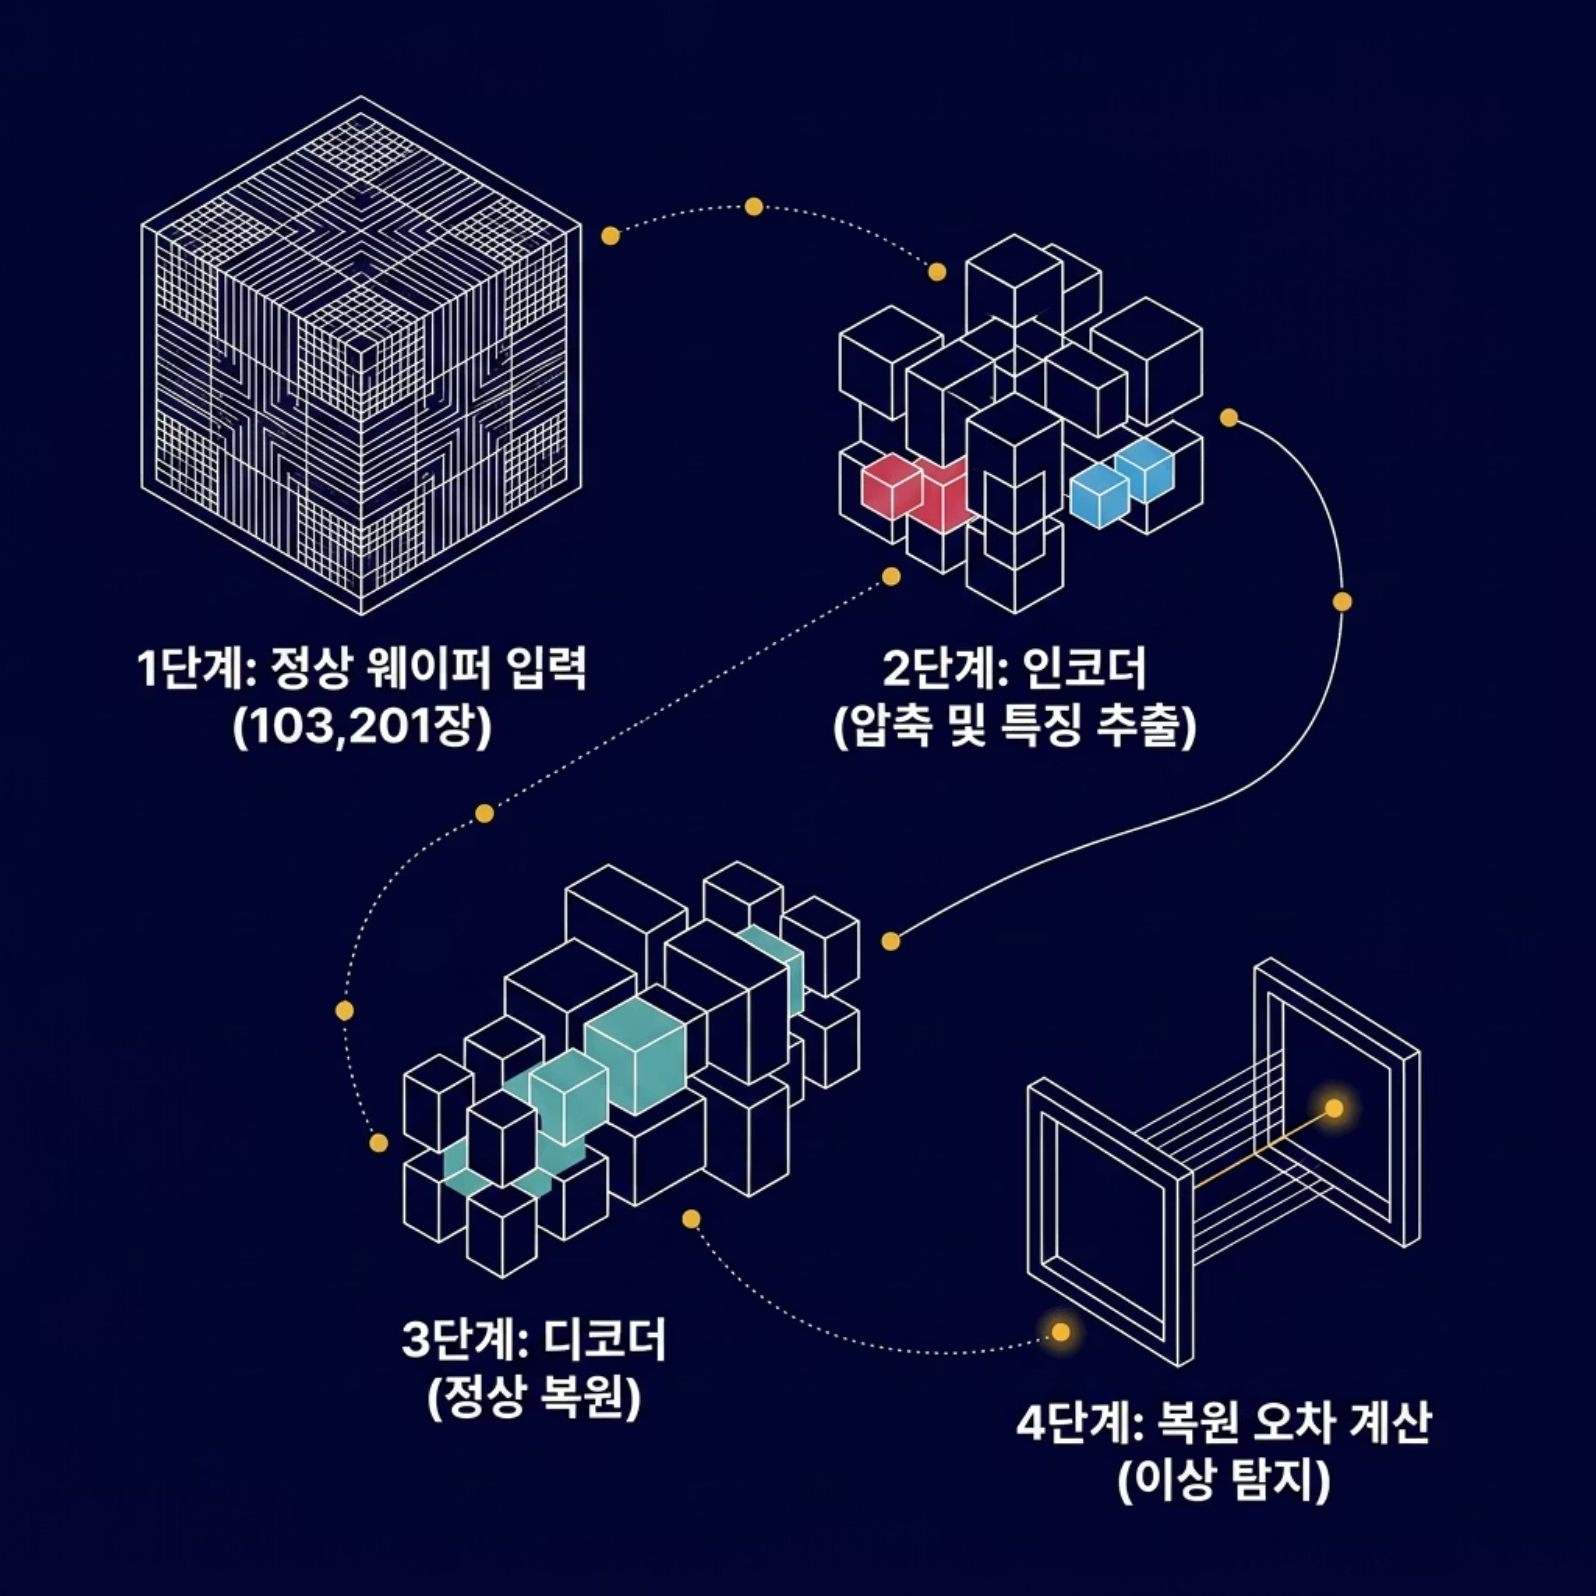 1단계: 정상 웨이퍼 입력
(103,201장)
2단계: 인코더
(압축 및 특징 추출)
3단계: 디코더
(정상 복원)
4단계: 복원 오차 계산
(이상 탐지)